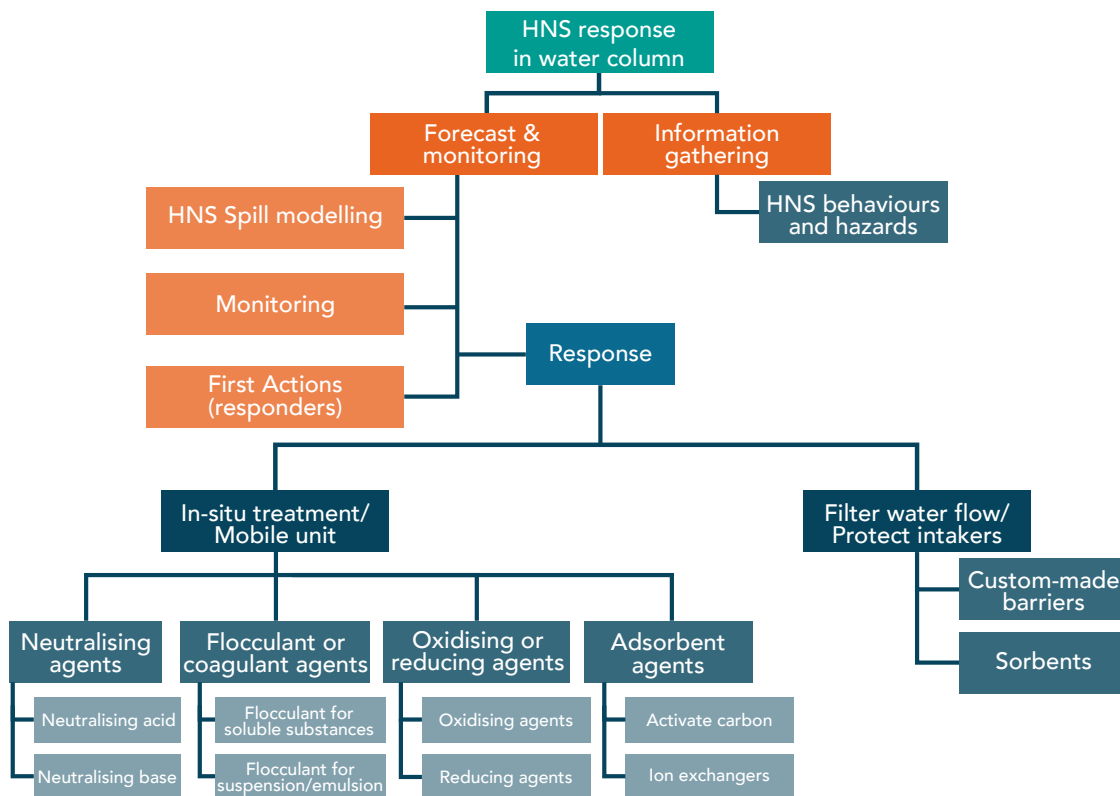 HNS response
in water column
Forecast &
monitoring
Information
gathering
HNS Spill modelling
HNS behaviours
and hazards
Monitoring
Response
First Actions
(responders)
In-situ treatment/
Mobile unit
Filter water flow/
Protect intakers
Custom-made
barriers
Sorbents
Neutralising
agents
Flocculant or
coagulant agents
Oxidising or
reducing agents
Adsorbent
agents
Neutralising acid
Flocculant for
soluble substances
Oxidising agents
Activate carbon
Neutralising base
Flocculant for
suspension/emulsion
Reducing agents
Ion exchangers